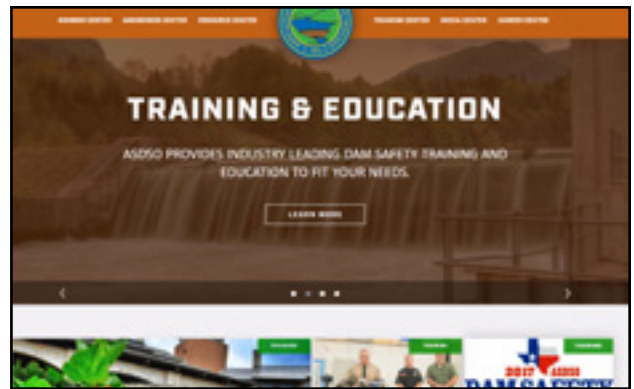 MEMBER CENTER AWARENESS CENTER RESOURCE CENTER TRAINING CENTER MEDIA CENTER CAREER CENTER
TRAINING & EDUCATION
ASDSO PROVIDES INDUSTRY LEADING DAM SAFETY TRAINING AND
EDUCATION TO FIT YOUR NEEDS.
LEARN MORE
TRAINING
2017 ASDSO
DAM SAFETY